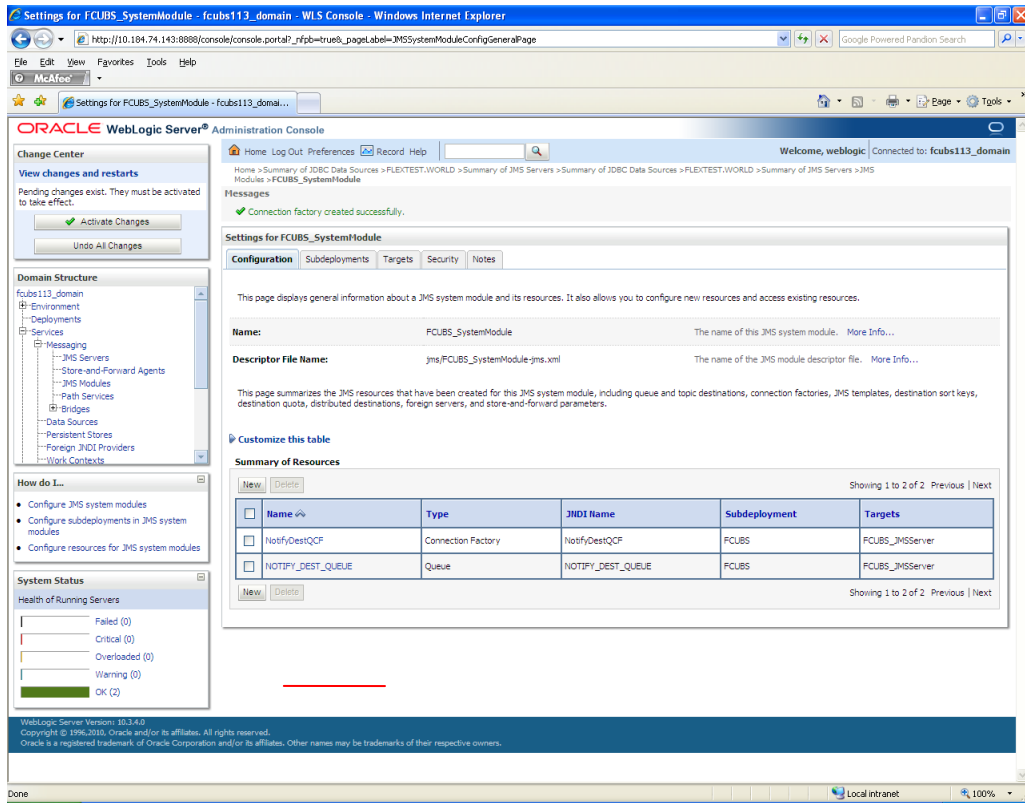 Settings for FCUBS_SystemModule - fcubs113_domain - WLS Console - Windows Internet Explorer
http://10.184.74.143:8888/console/console.portal?_nfpb=true&_pageLabel=JMSSystemModuleConfigGeneralPage
Google Powered Pandion Search
File Edit View Favorites Tools Help
McAfee
Settings for FCUBS_SystemModule - fcubs113_domai...
Page Tools
ORACLE WebLogic Server® Administration Console
Change Center
View changes and restarts
Pending changes exist. They must be activated
to take effect.
Activate Changes
Undo All Changes
Domain Structure
fcubs113_domain
Environment
Deployments
Services
Messaging
JMS Servers
Store-and-Forward Agents
JMS Modules
Path Services
Bridges
Data Sources
Persistent Stores
Foreign JNDI Providers
Work Contexts
How do I...
Configure JMS system modules
Configure subdeployments in JMS system
modules
Configure resources for JMS system modules
System Status
Health of Running Servers
Failed (0)
Critical (0)
Overloaded (0)
Warning (0)
OK (2)
Home Log Out Preferences Record Help
Welcome, weblogic Connected to: fcubs113_domain
Home >Summary of JDBC Data Sources >FLEXTEST.WORLD >Summary of JMS Servers >Summary of JDBC Data Sources >FLEXTEST.WORLD >Summary of JMS Servers >JMS
Modules >FCUBS_SystemModule
Messages
Connection factory created successfully.
Settings for FCUBS_SystemModule
Configuration Subdeployments Targets Security Notes
This page displays general information about a JMS system module and its resources. It also allows you to configure new resources and access existing resources.
Name: FCUBS_SystemModule The name of this JMS system module. More Info...
Descriptor File Name: jms/FCUBS_SystemModule-jms.xml The name of the JMS module descriptor file. More Info...
This page summarizes the JMS resources that have been created for this JMS system module, including queue and topic destinations, connection factories, JMS templates, destination sort keys,
destination quota, distributed destinations, foreign servers, and store-and-forward parameters.
Customize this table
Summary of Resources
New Delete Showing 1 to 2 of 2 Previous | Next
Name Type JNDI Name Subdeployment Targets
NotifyDestQCF Connection Factory NotifyDestQCF FCUBS FCUBS_JMSServer
NOTIFY_DEST_QUEUE Queue NOTIFY_DEST_QUEUE FCUBS FCUBS_JMSServer
New Delete Showing 1 to 2 of 2 Previous | Next
WebLogic Server Version: 10.3.4.0
Copyright © 1996,2010, Oracle and/or its affiliates. All rights reserved.
Oracle is a registered trademark of Oracle Corporation and/or its affiliates. Other names may be trademarks of their respective owners.
Done Local intranet 100%